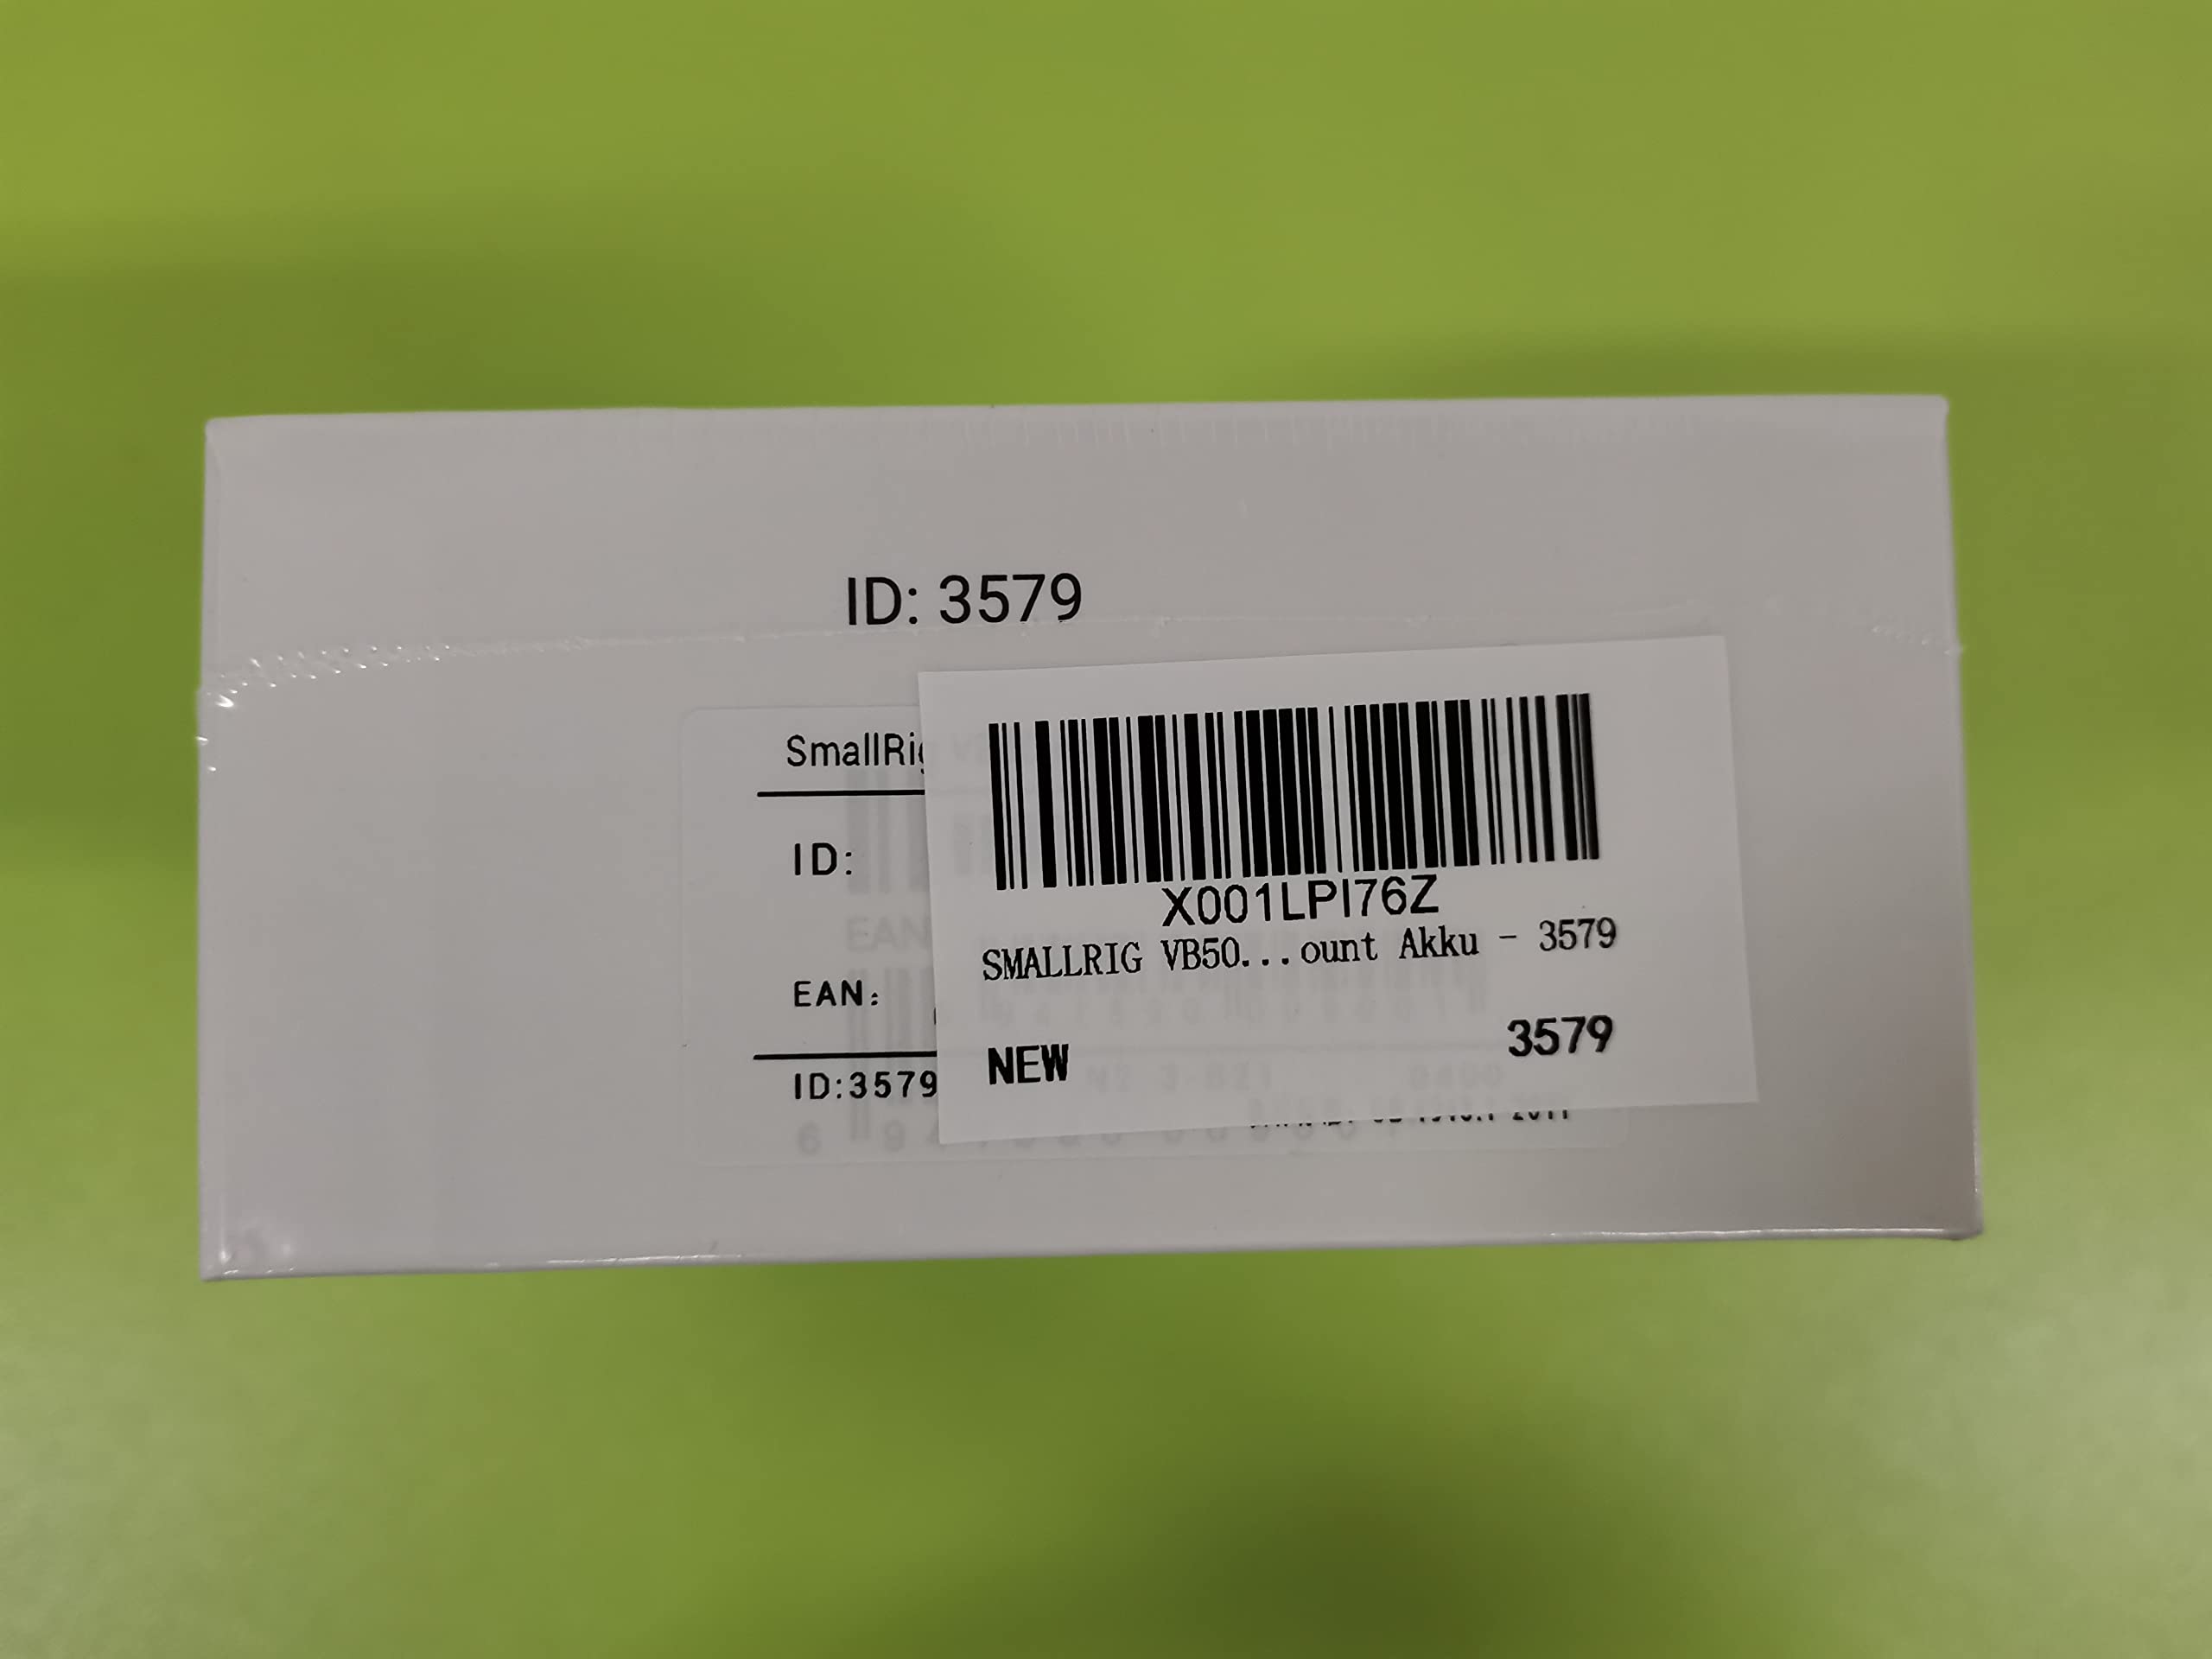 ID: 3579
SmallRig
ID:
EAN:
ID:3579
X001LPI76Z
SMALLRIG VB50...ount Akku - 3579
NEW 3579